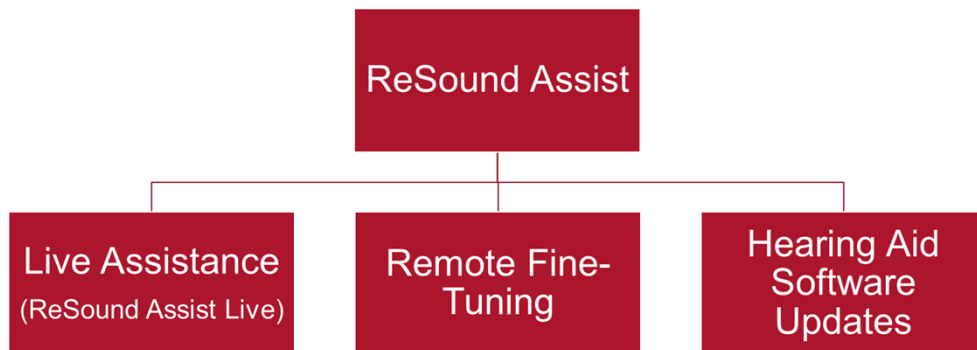 ReSound Assist
Live Assistance
(ReSound Assist Live)
Remote Fine-
Tuning
Hearing Aid
Software
Updates